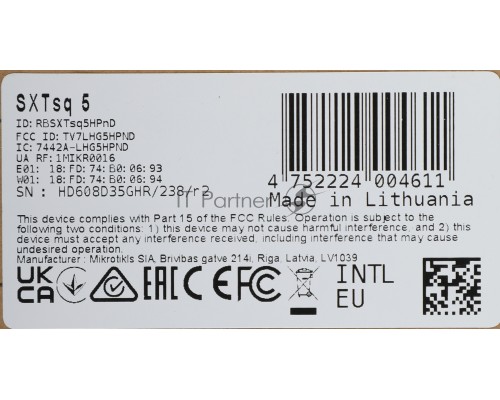 SXTsq 5
ID: RBSXTsq5HPnD
FCC ID: TV7LHG5HPND
IC: 7442A-LHG5HPND
UA RF: 1MIKR0016
E01: 18:FD:74:B0:06:93
W01: 18:FD:74:B0:06:94
SN : HD608D35GHR/238/r2
4 752224 004611
IT Partner
Made in Lithuania
This device complies with Part 15 of the FCC Rules. Operation is subject to the
following two conditions: 1) this device may not cause harmful interference, and 2) this
device must accept any interference received, including interference that may cause
undesired operation.
Manufacturer: Mikrotikls SIA, Brivibas gatve 214i, Riga, Latvia, LV1039
UK
CA
EAC FC CE
INTL
EU